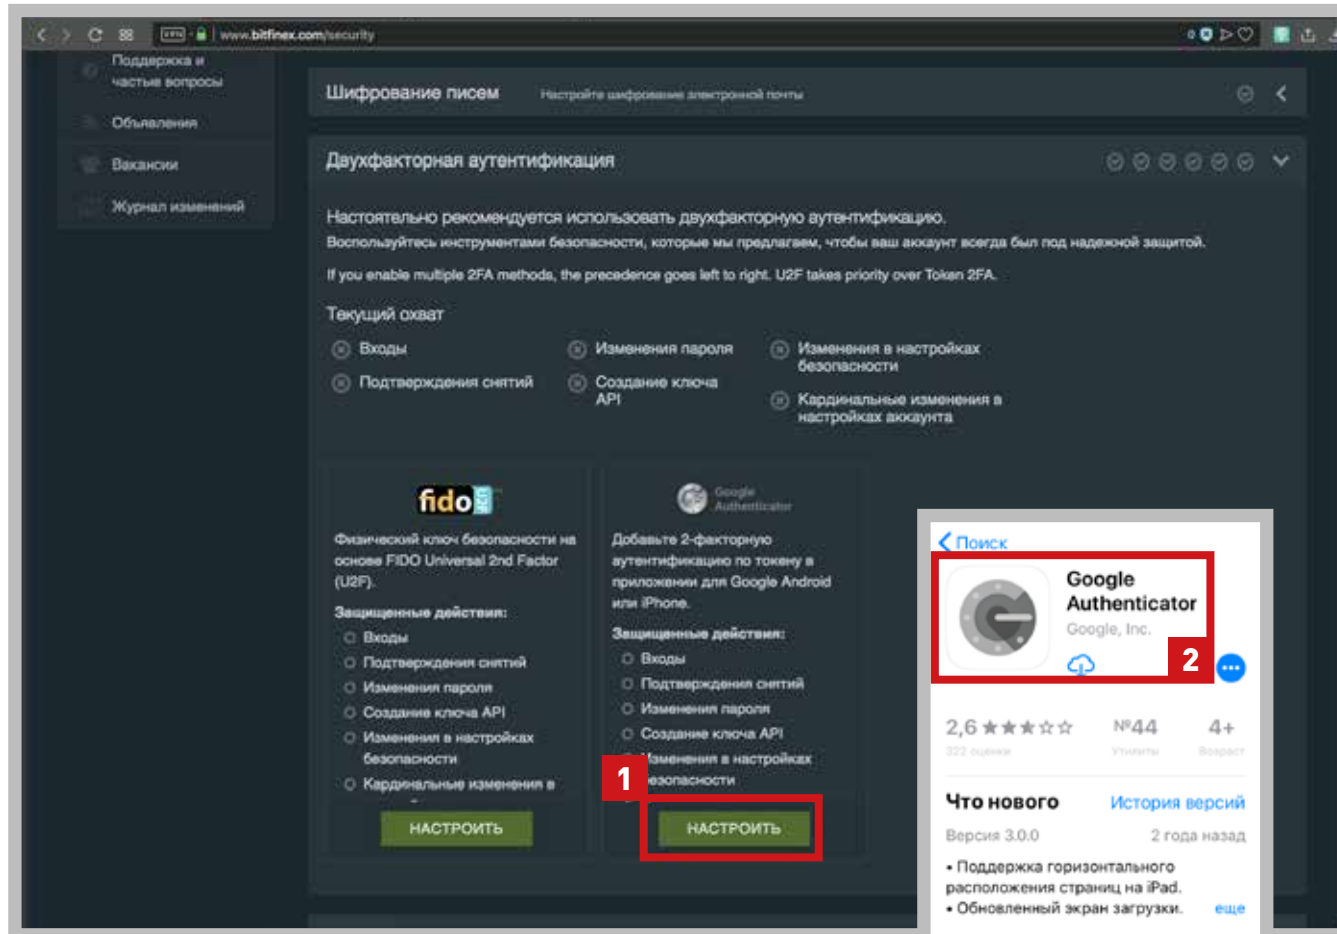 www.bitfinex.com/security
Поддержка и
частые вопросы
Объявления
Вакансии
Журнал изменений
Шифрование писем
Настройте шифрование электронной почты
Двухфакторная аутентификация
Настоятельно рекомендуется использовать двухфакторную аутентификацию.
Воспользуйтесь инструментами безопасности, которые мы предлагаем, чтобы ваш аккаунт всегда был под надежной защитой.
If you enable multiple 2FA methods, the precedence goes left to right. U2F takes priority over Token 2FA.
Текущий охват
Входы
Подтверждения снятий
Изменения пароля
Создание ключа
API
Изменения в настройках
безопасности
Кардинальные изменения в
настройках аккаунта
fido U2F
Физический ключ безопасности на
основе FIDO Universal 2nd Factor
(U2F).
Защищенные действия:
Входы
Подтверждения снятий
Изменения пароля
Создание ключа API
Изменения в настройках
безопасности
Кардинальные изменения в
НАСТРОИТЬ
Google
Authenticator
Добавьте 2-факторную
аутентификацию по токену в
приложении для Google Android
или iPhone.
Защищенные действия:
Входы
Подтверждения снятий
Изменения пароля
Создание ключа API
Изменения в настройках
безопасности
1
НАСТРОИТЬ
Поиск
Google
Authenticator
Google, Inc.
2
2,6 ★★★☆☆
322 оценки
№44
Утилиты
4+
Возраст
Что нового
История версий
Версия 3.0.0
2 года назад
• Поддержка горизонтального
расположения страниц на iPad.
• Обновленный экран загрузки.
еще